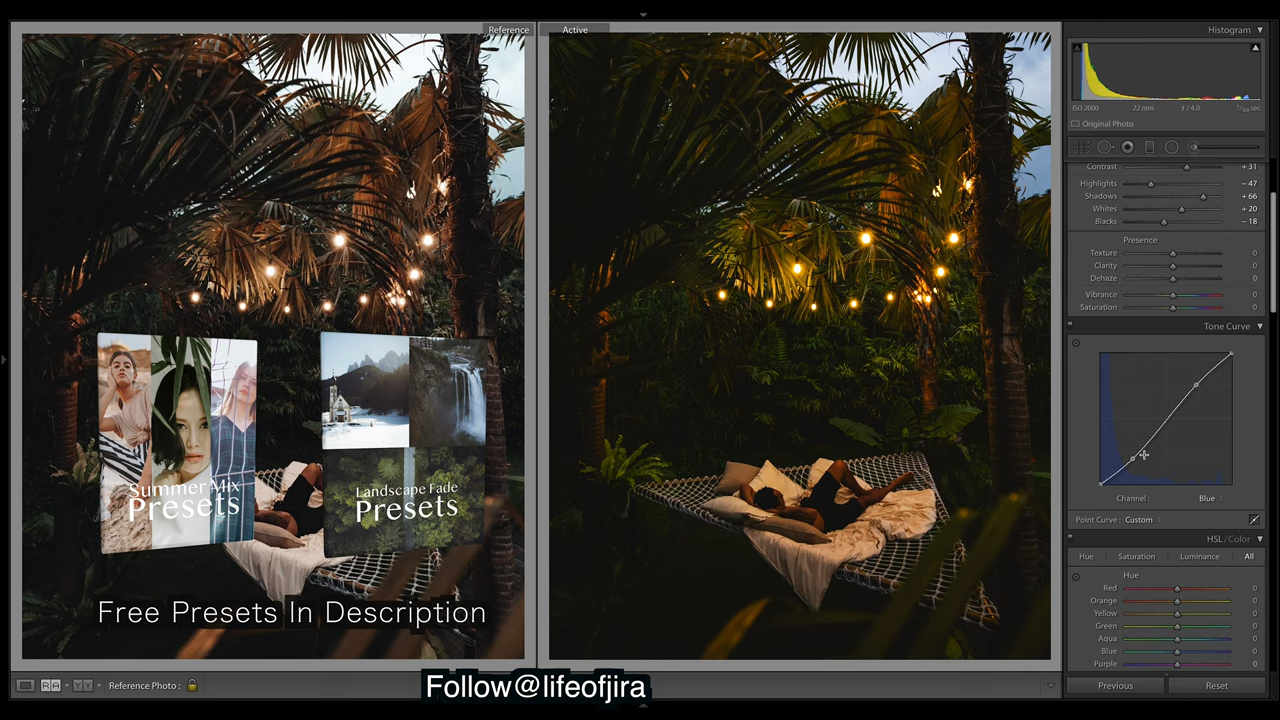 Reference
Active
Histogram
ISO 2000 22 mm f / 4.0 1/60 sec
Original Photo
Contrast +31
Highlights −47
Shadows +66
Whites +20
Blacks −18
Presence
Texture 0
Clarity 0
Dehaze 0
Vibrance 0
Saturation 0
Tone Curve
Channel : Blue
Point Curve : Custom
HSL / Color
Hue Saturation Luminance All
Hue
Red 0
Orange 0
Yellow 0
Green 0
Aqua 0
Blue 0
Purple 0
Previous Reset
Summer Mix
Presets
Landscape Fade
Presets
Free Presets In Description
Reference Photo :
Follow@lifeofjira